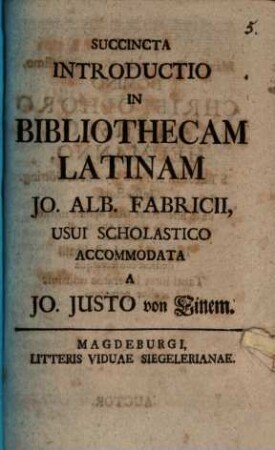 5.
SUCCINCTA
INTRODUCTIO
IN
BIBLIOTHECAM
LATINAM
JO. ALB. FABRICII,
USUI SCHOLASTICO
ACCOMMODATA
A
JO. JUSTO von Einem.
MAGDEBURGI,
LITTERIS VIDUAE SIEGELERIANAE.